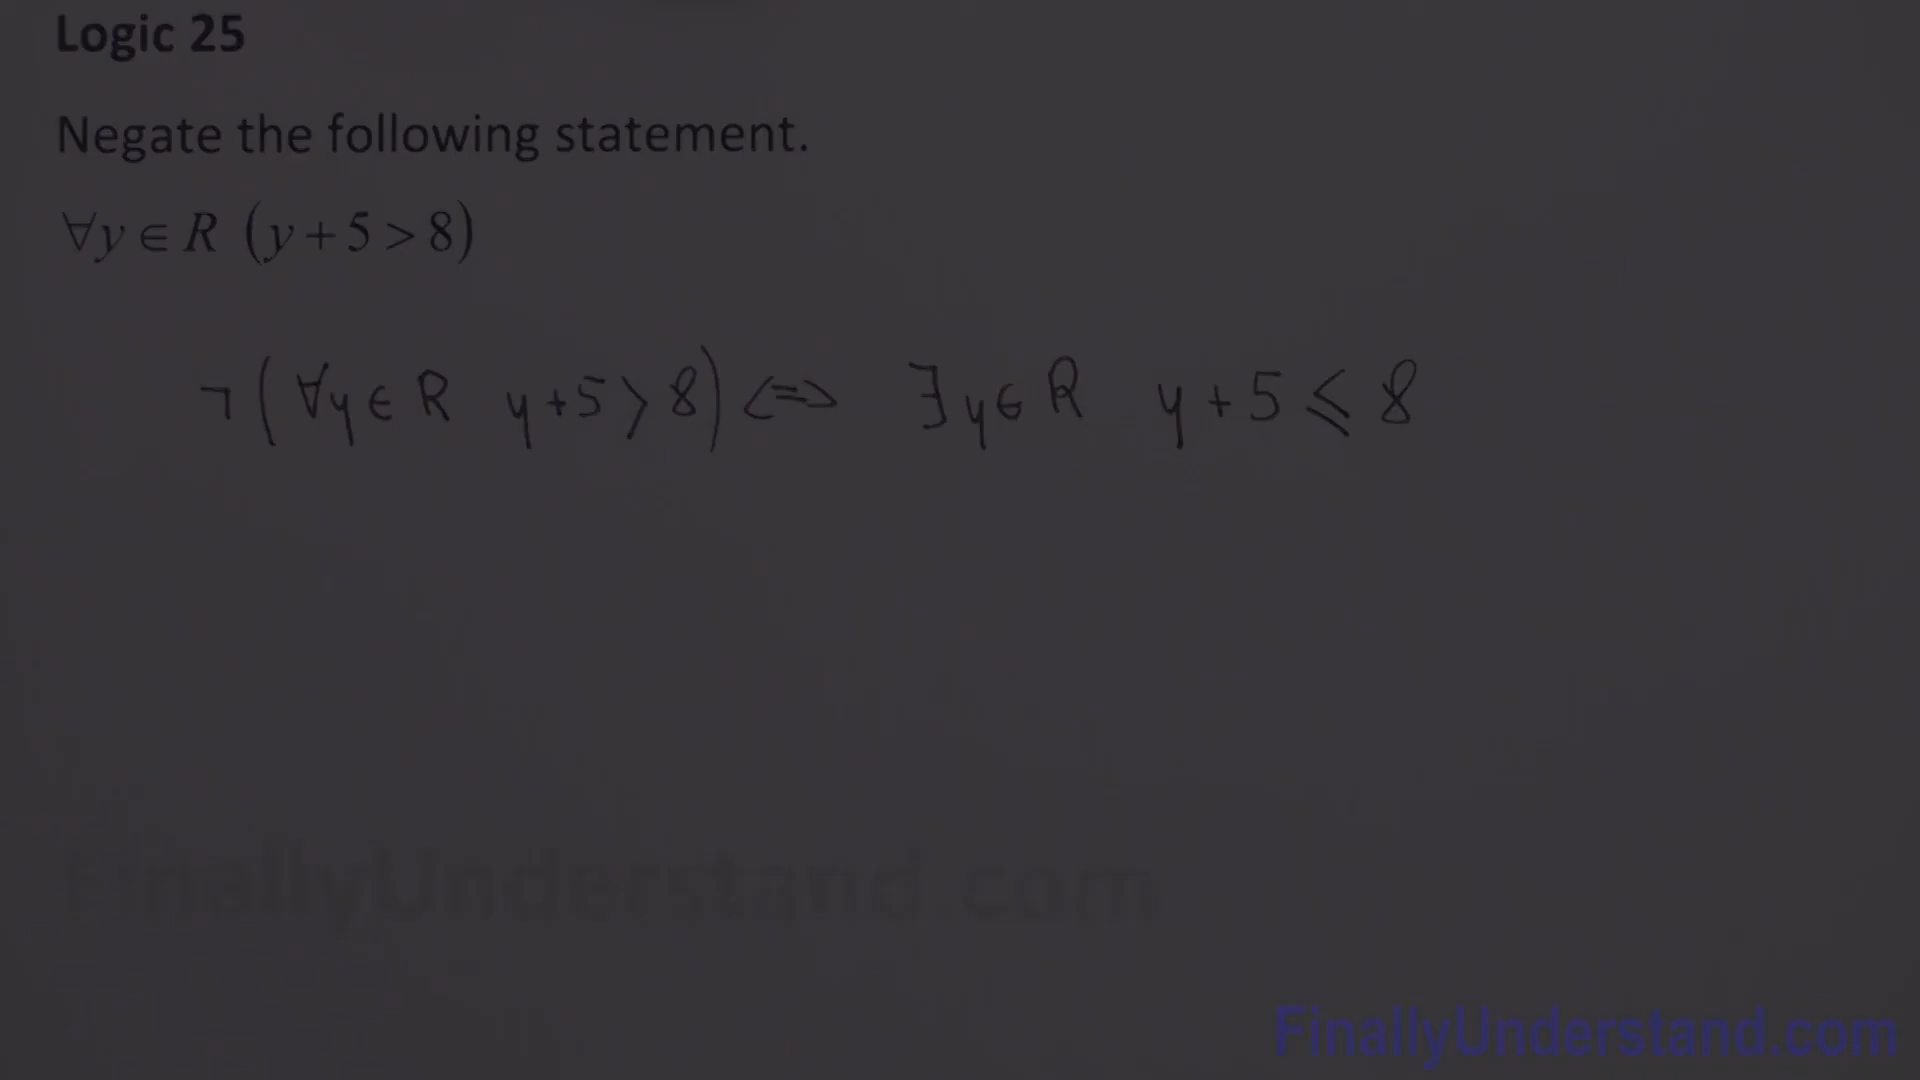 Logic 25
Negate the following statement.
∀y ∈ R (y + 5 > 8)
¬(∀y ∈ R y + 5 > 8) <=> ∃y ∈ R y + 5 ⩽ 8
FinallyUnderstand.com
FinallyUnderstand.com